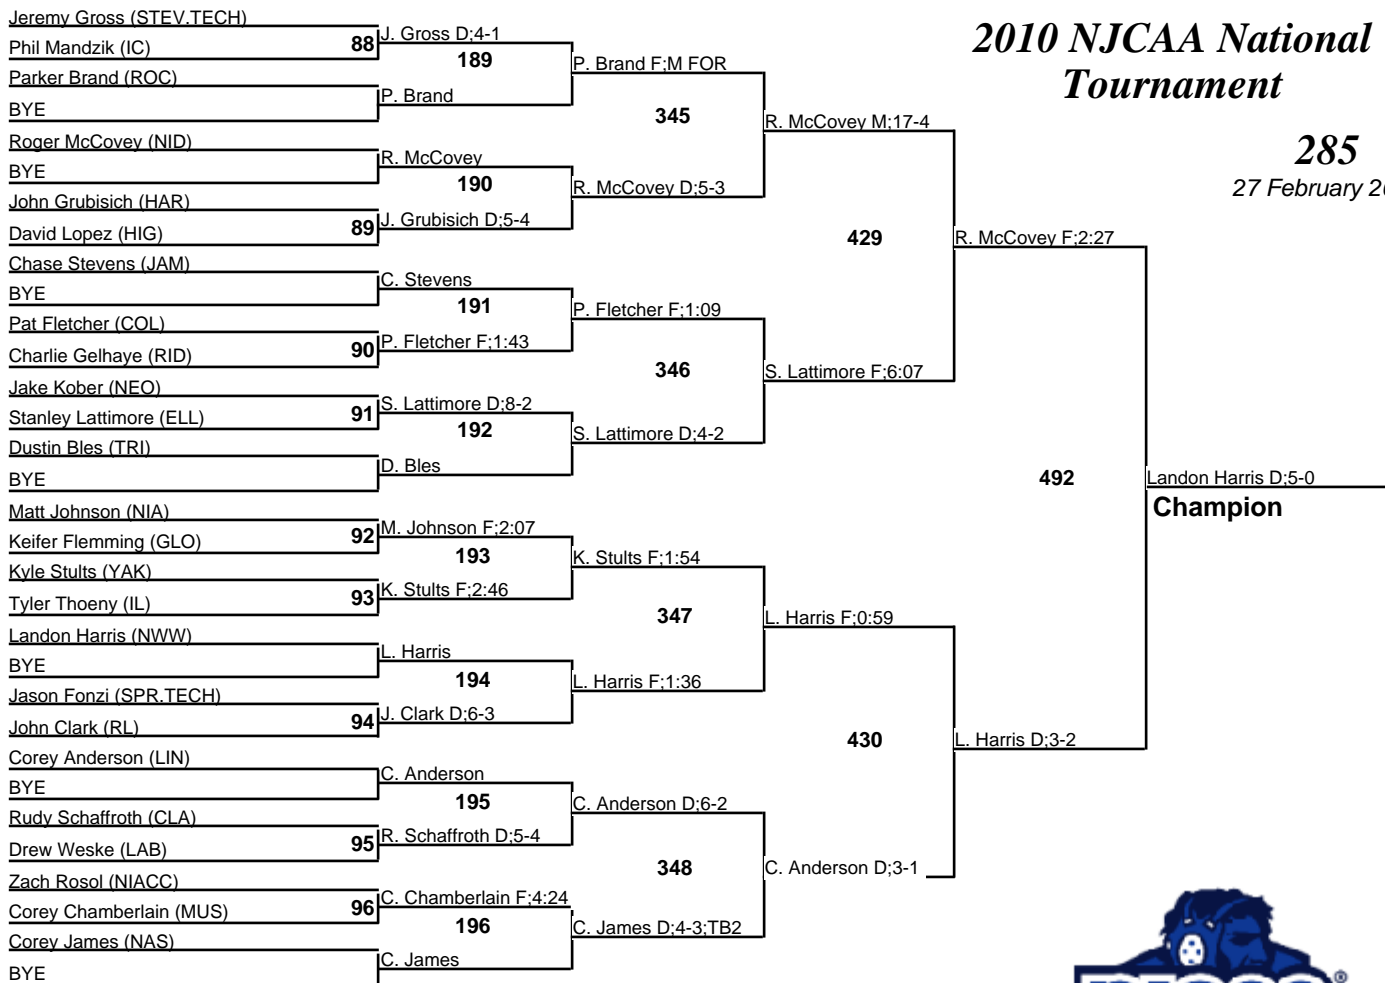 2010 NJCAA National
Tournament
285
27 February 2
Jeremy Gross (STEV.TECH)
Phil Mandzik (IC)
Parker Brand (ROC)
BYE
Roger McCovey (NID)
BYE
John Grubisich (HAR)
David Lopez (HIG)
Chase Stevens (JAM)
BYE
Pat Fletcher (COL)
Charlie Gelhaye (RID)
Jake Kober (NEO)
Stanley Lattimore (ELL)
Dustin Bles (TRI)
BYE
Matt Johnson (NIA)
Keifer Flemming (GLO)
Kyle Stults (YAK)
Tyler Thoeny (IL)
Landon Harris (NWW)
BYE
Jason Fonzi (SPR.TECH)
John Clark (RL)
Corey Anderson (LIN)
BYE
Rudy Schaffroth (CLA)
Drew Weske (LAB)
Zach Rosol (NIACC)
Corey Chamberlain (MUS)
Corey James (NAS)
BYE
88
89
90
91
92
93
94
95
96
J. Gross D;4-1
189
P. Brand
R. McCovey
190
J. Grubisich D;5-4
C. Stevens
191
P. Fletcher F;1:43
S. Lattimore D;8-2
192
D. Bles
M. Johnson F;2:07
193
K. Stults F;2:46
L. Harris
194
J. Clark D;6-3
C. Anderson
195
R. Schaffroth D;5-4
C. Chamberlain F;4:24
196
C. James
P. Brand F;M FOR
345
R. McCovey D;5-3
P. Fletcher F;1:09
346
S. Lattimore D;4-2
K. Stults F;1:54
347
L. Harris F;1:36
C. Anderson D;6-2
348
C. James D;4-3;TB2
R. McCovey M;17-4
429
S. Lattimore F;6:07
L. Harris F;0:59
430
C. Anderson D;3-1
R. McCovey F;2:27
492
L. Harris D;3-2
Landon Harris D;5-0
Champion